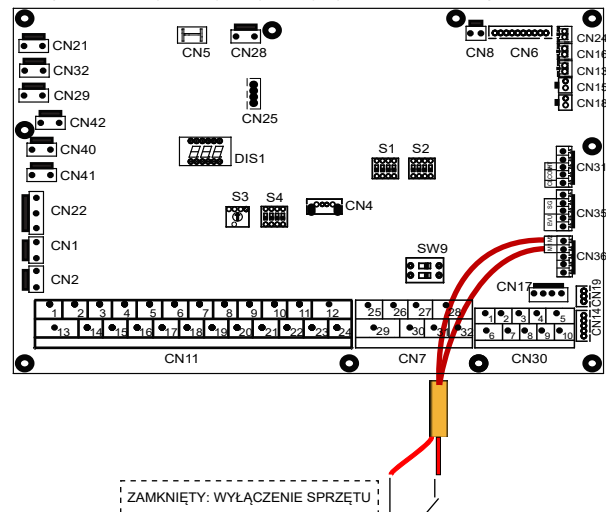 CN21
CN32
CN29
CN42
CN40
CN41
CN22
CN1
CN2
CN5
CN28
CN25
DIS1
S1 S2
S3 S4
CN4
SW9
CN8 CN6
CN24
CN16
CN13
CN15
CN18
CN31
SG
EVU
CN35
M1 M2
CN36
CN17
CN19
CN14
1 2 3 4 5 6 7 8 9 10 11 12
13 14 15 16 17 18 19 20 21 22 23 24
CN11
25 26 27 28
29 30 31 32
CN7
1 2 3 4 5
6 7 8 9 10
CN30
ZAMKNIĘTY: WYŁĄCZENIE SPRZĘTU